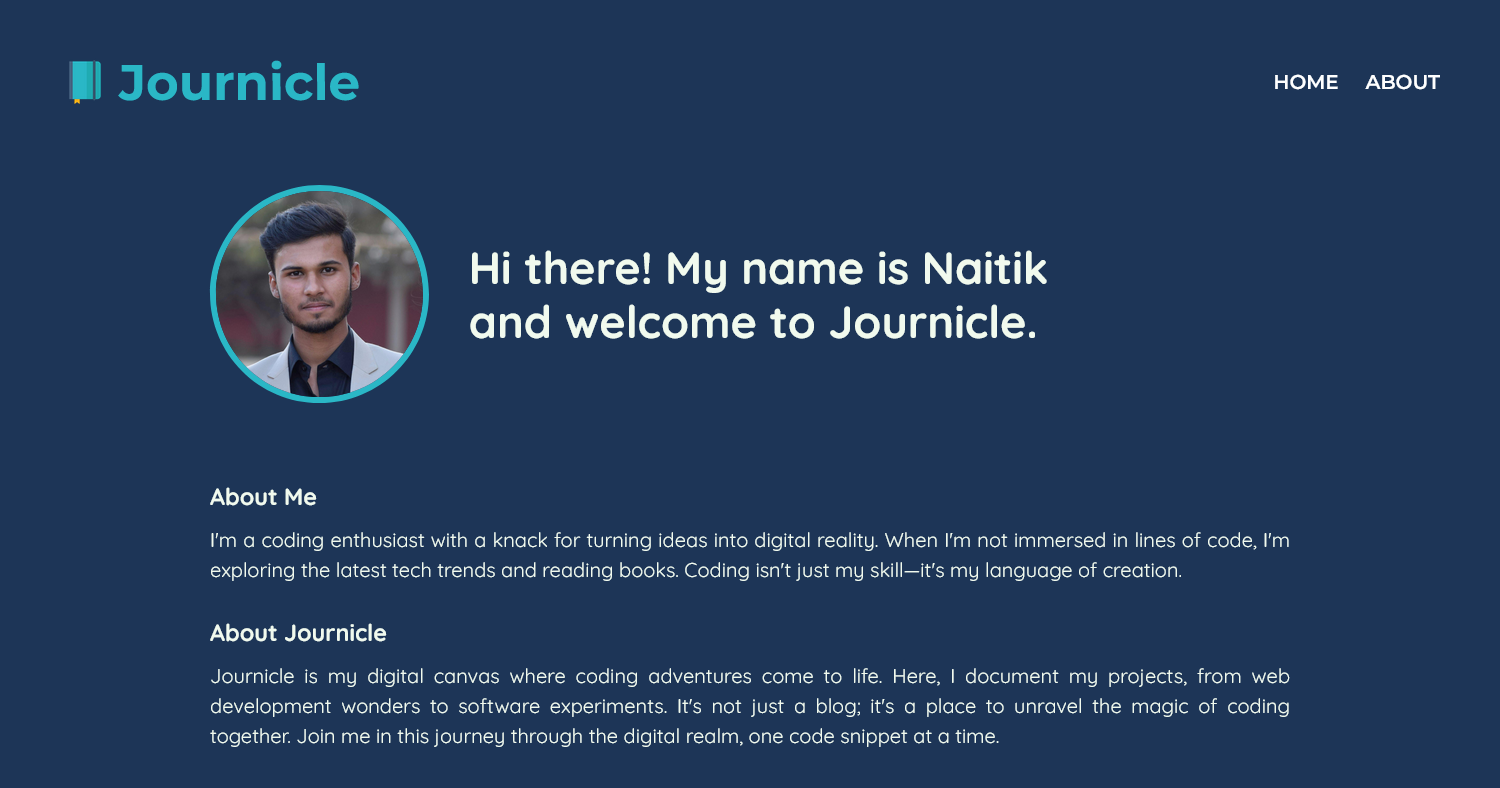 Journicle
HOME ABOUT
Hi there! My name is Naitik
and welcome to Journicle.
About Me
I'm a coding enthusiast with a knack for turning ideas into digital reality. When I'm not immersed in lines of code, I'm
exploring the latest tech trends and reading books. Coding isn't just my skill—it's my language of creation.
About Journicle
Journicle is my digital canvas where coding adventures come to life. Here, I document my projects, from web
development wonders to software experiments. It's not just a blog; it's a place to unravel the magic of coding
together. Join me in this journey through the digital realm, one code snippet at a time.